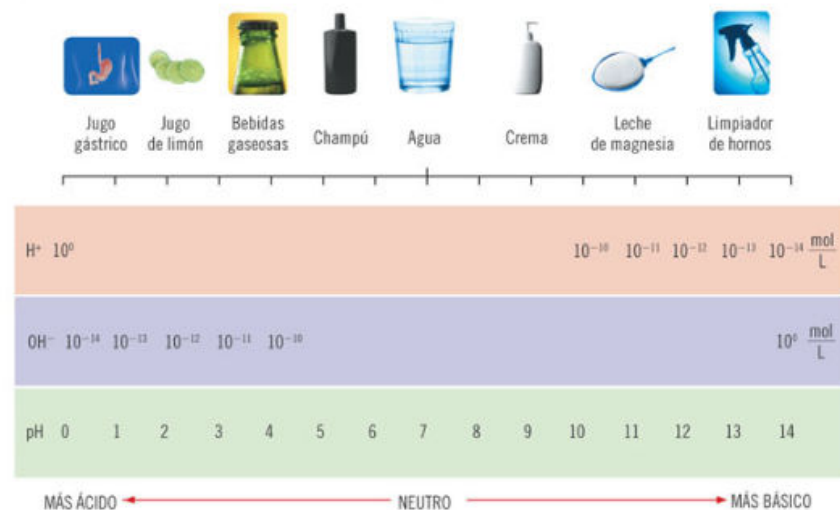 Jugo
gástrico
Jugo
de limón
Bebidas
gaseosas
Champú
Agua
Crema
Leche
de magnesia
Limpiador
de hornos
H⁺ 10⁰ 10⁻¹⁰ 10⁻¹¹ 10⁻¹² 10⁻¹³ 10⁻¹⁴ mol/L
OH⁻ 10⁻¹⁴ 10⁻¹³ 10⁻¹² 10⁻¹¹ 10⁻¹⁰ 10⁰ mol/L
pH 0 1 2 3 4 5 6 7 8 9 10 11 12 13 14
MÁS ÁCIDO NEUTRO MÁS BÁSICO